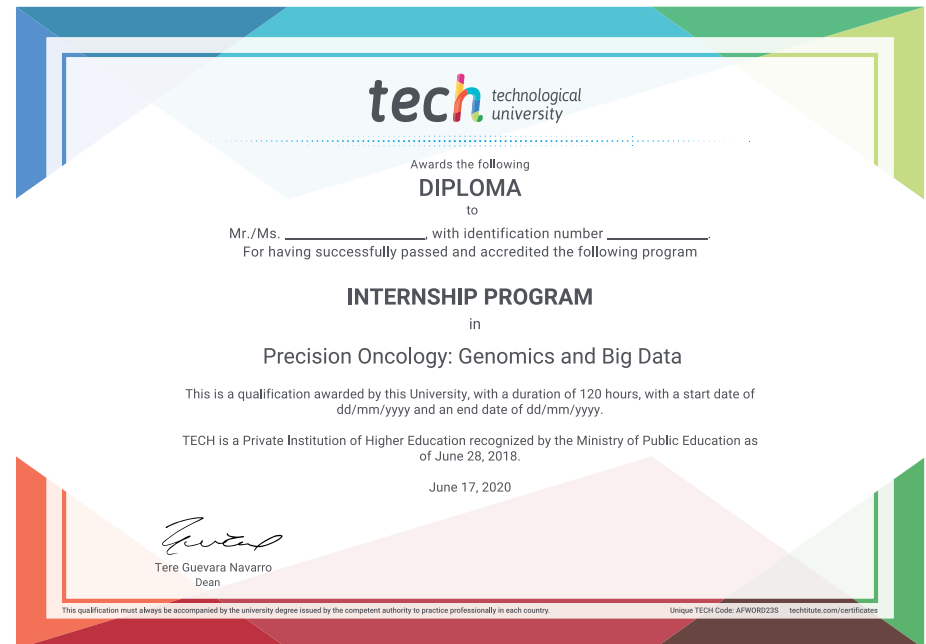 tech technological
university
Awards the following
DIPLOMA
to
Mr./Ms. ____________________, with identification number ______________.
For having successfully passed and accredited the following program
INTERNSHIP PROGRAM
in
Precision Oncology: Genomics and Big Data
This is a qualification awarded by this University, with a duration of 120 hours, with a start date of
dd/mm/yyyy and an end date of dd/mm/yyyy.
TECH is a Private Institution of Higher Education recognized by the Ministry of Public Education as
of June 28, 2018.
June 17, 2020
Tere Guevara Navarro
Dean
This qualification must always be accompanied by the university degree issued by the competent authority to practice professionally in each country.
Unique TECH Code: AFWORD23S techtitute.com/certificates